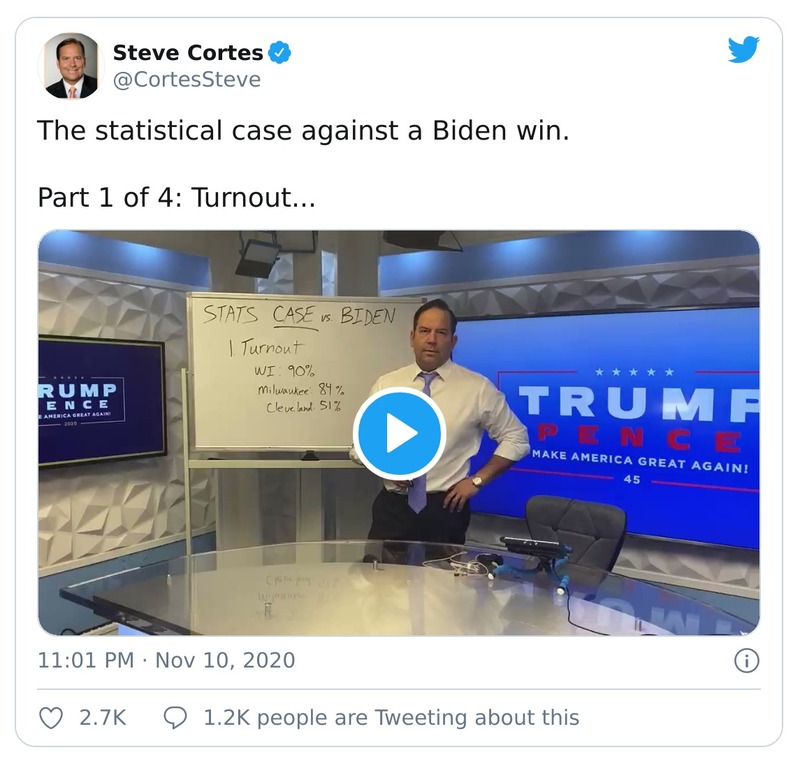 Steve Cortes
@CortesSteve
The statistical case against a Biden win.
Part 1 of 4: Turnout...
STATS CASE vs. BIDEN
1. Turnout
WI: 90%
Milwaukee: 84%
Cleveland: 51%
RUMP
ENCE
E AMERICA GREAT AGAIN!
2020
TRUMP
PENCE
MAKE AMERICA GREAT AGAIN!
45
11:01 PM · Nov 10, 2020
2.7K
1.2K people are Tweeting about this